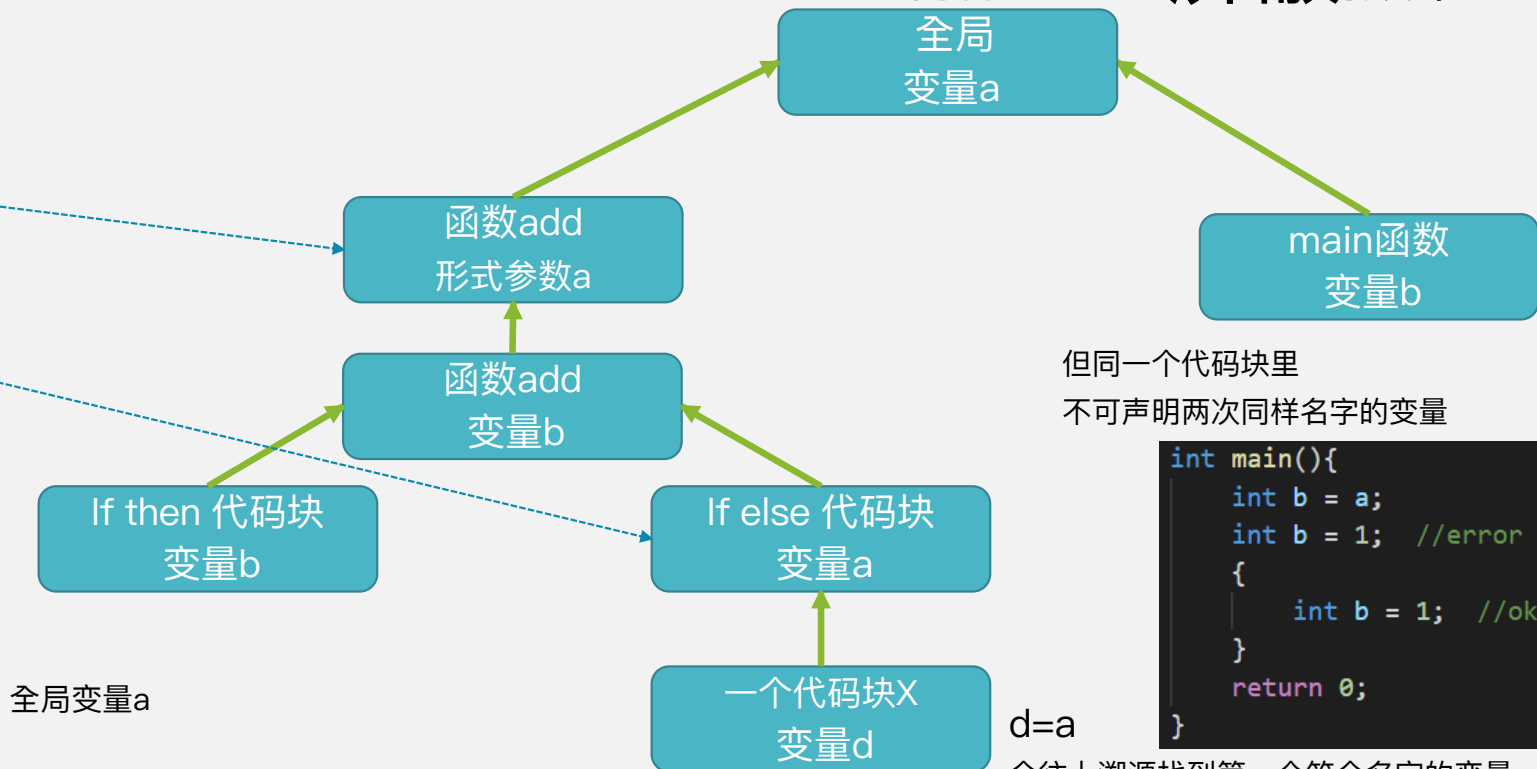 全局
变量a
函数add
形式参数a
main函数
变量b
函数add
变量b
但同一个代码块里
不可声明两次同样名字的变量
If then 代码块
变量b
If else 代码块
变量a
int main(){
int b = a;
int b = 1;  //error
{
int b = 1;  //ok
}
return 0;
}
全局变量a
一个代码块X
变量d
d=a